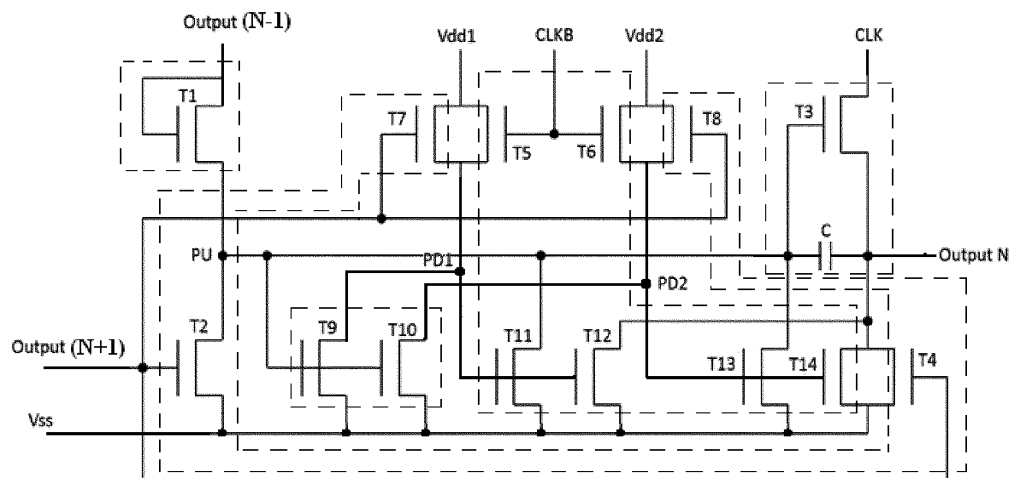 Output (N-1)
Vdd1
CLKB
Vdd2
CLK
T1
T7
T5
T6
T8
T3
C
PU
PD1
PD2
Output N
T2
T9
T10
T11
T12
T13
T14
T4
Output (N+1)
Vss